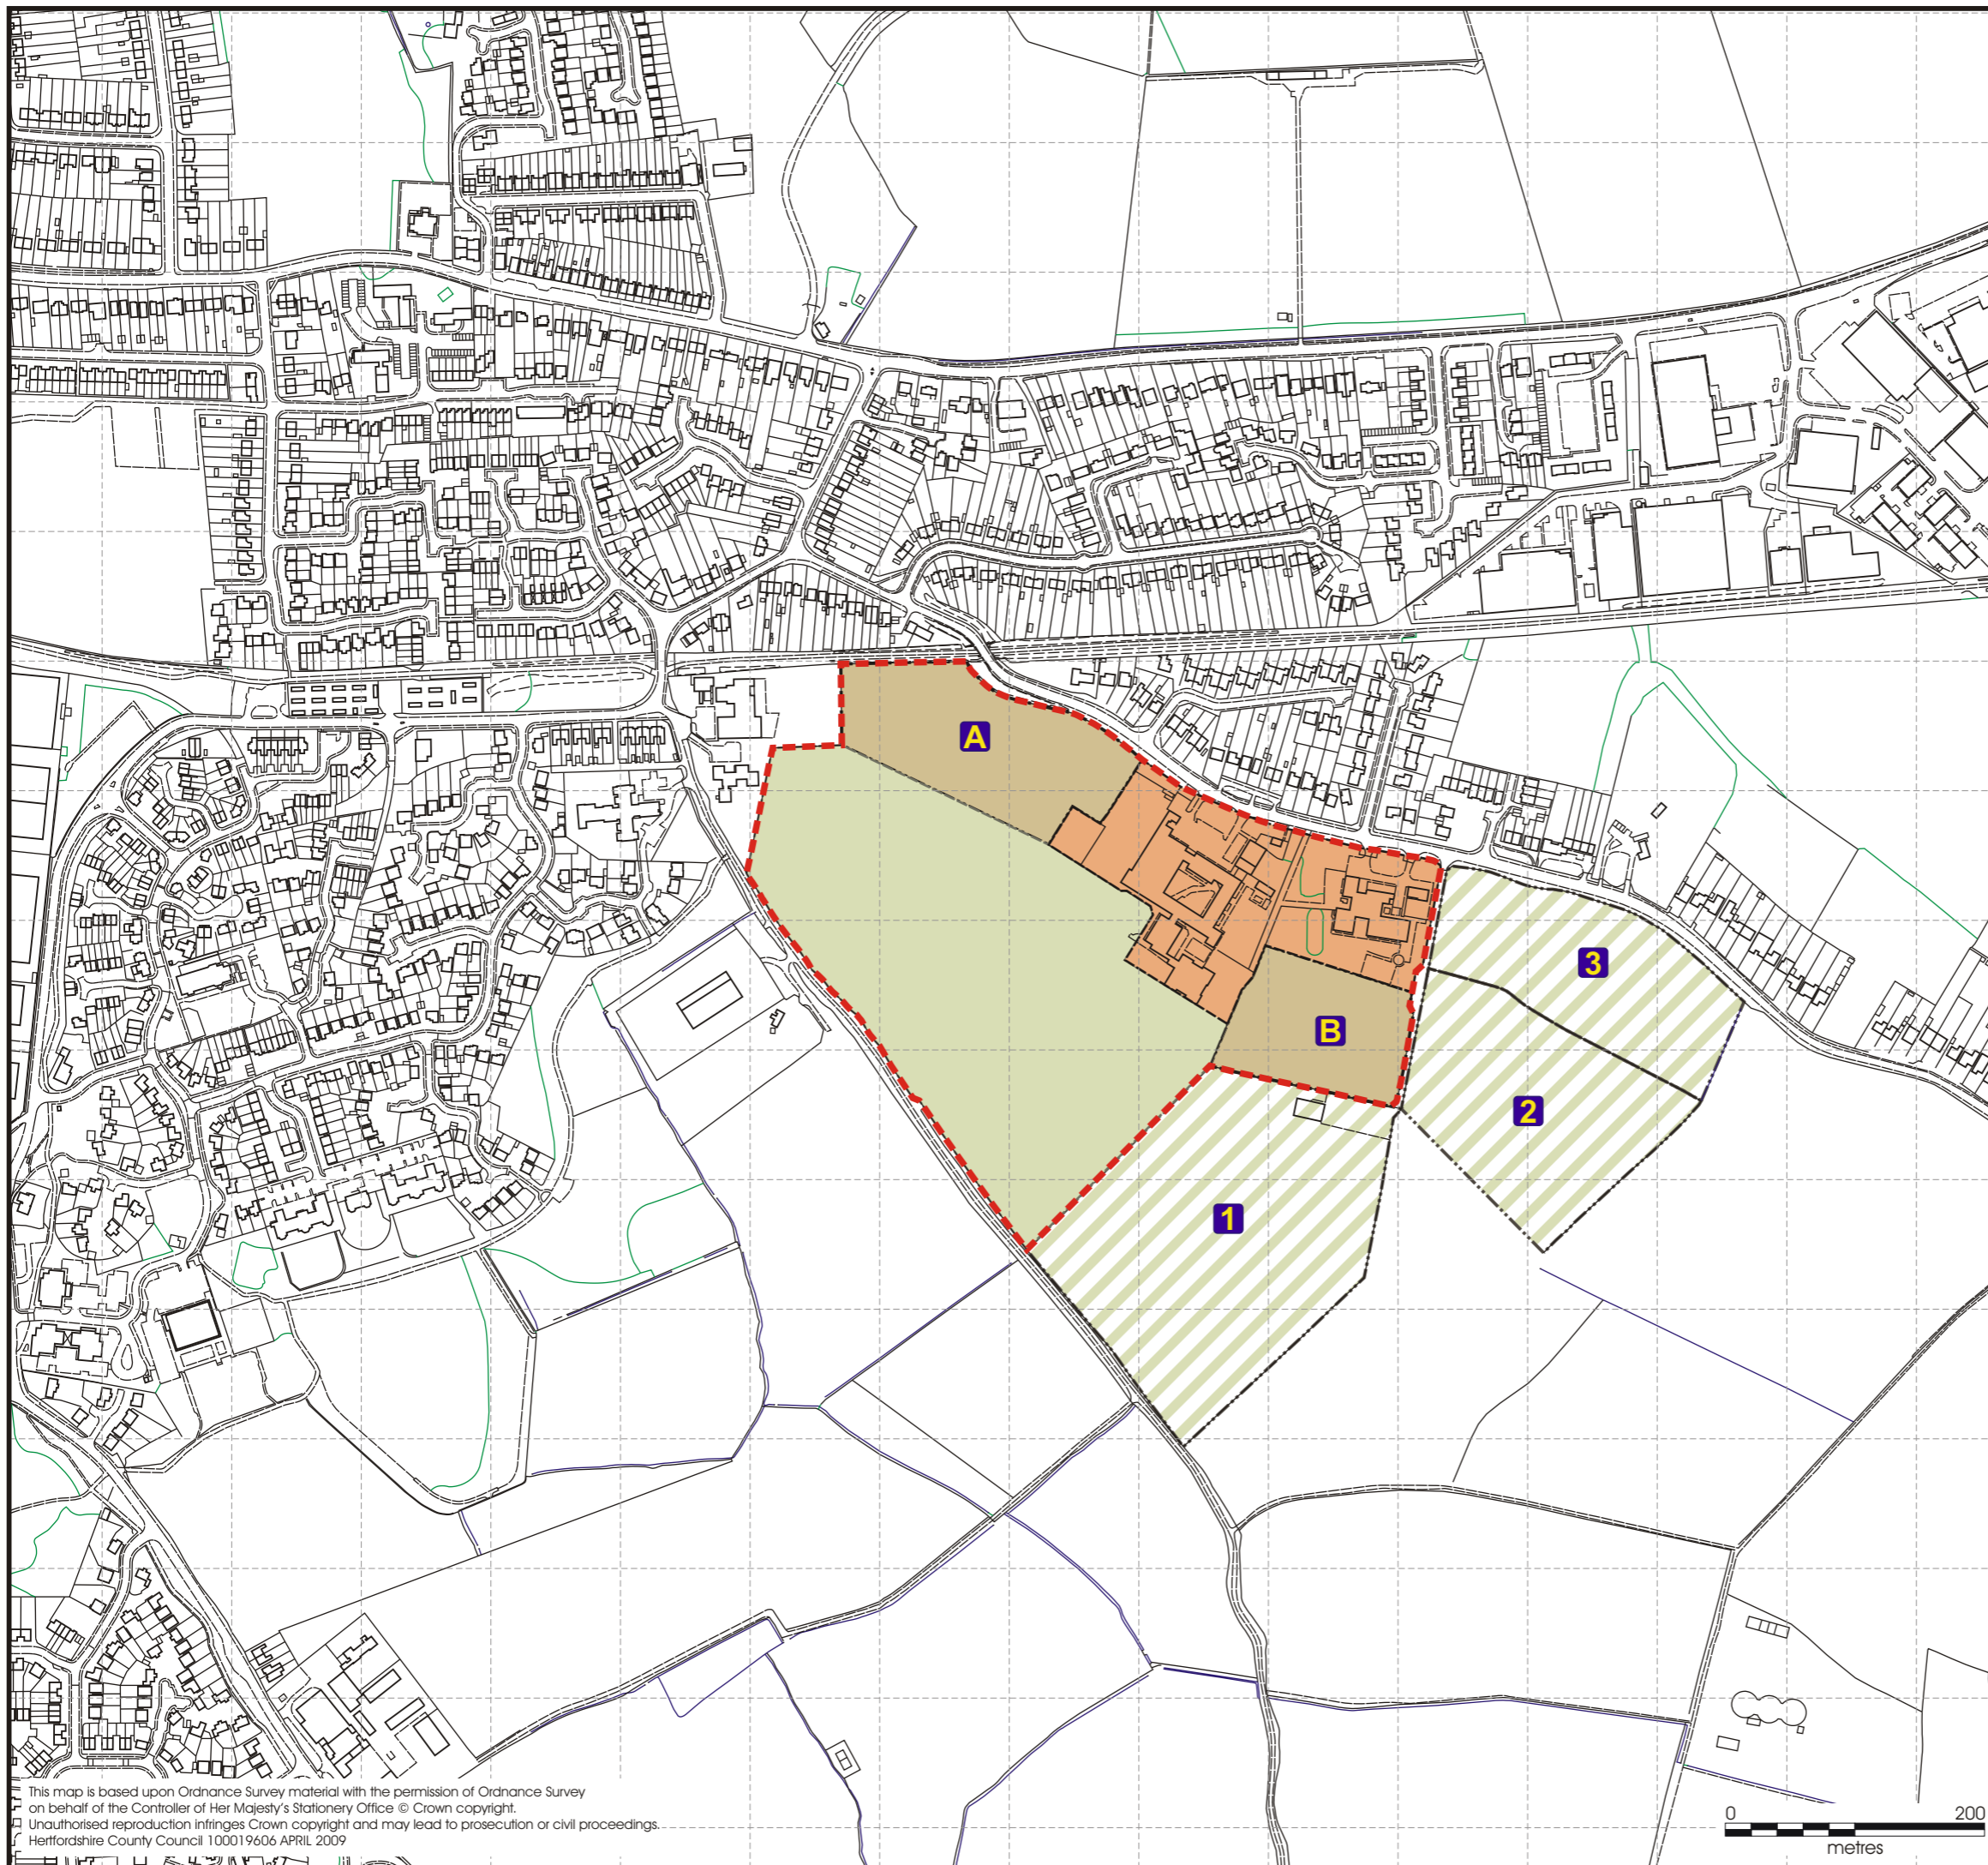 A
3
B
2
1
This map is based upon Ordnance Survey material with the permission of Ordnance Survey
on behalf of the Controller of Her Majesty's Stationery Office © Crown copyright.
Unauthorised reproduction infringes Crown copyright and may lead to prosecution or civil proceedings.
Hertfordshire County Council 100019606 APRIL 2009
0 200
metres